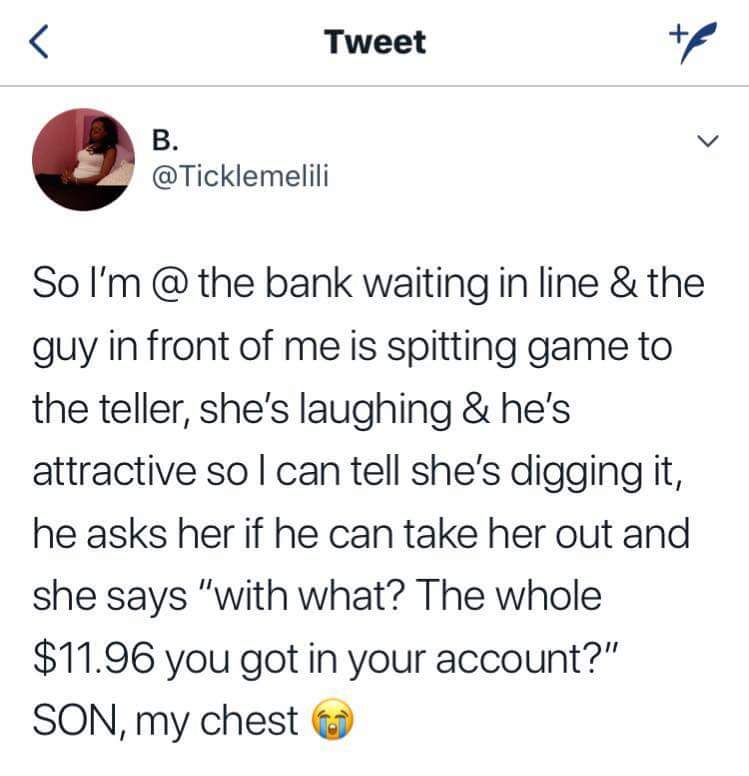 Tweet
B.
@Ticklemelili
So I'm @ the bank waiting in line & the
guy in front of me is spitting game to
the teller, she's laughing & he's
attractive so I can tell she's digging it,
he asks her if he can take her out and
she says "with what? The whole
$11.96 you got in your account?"
SON, my chest 😭